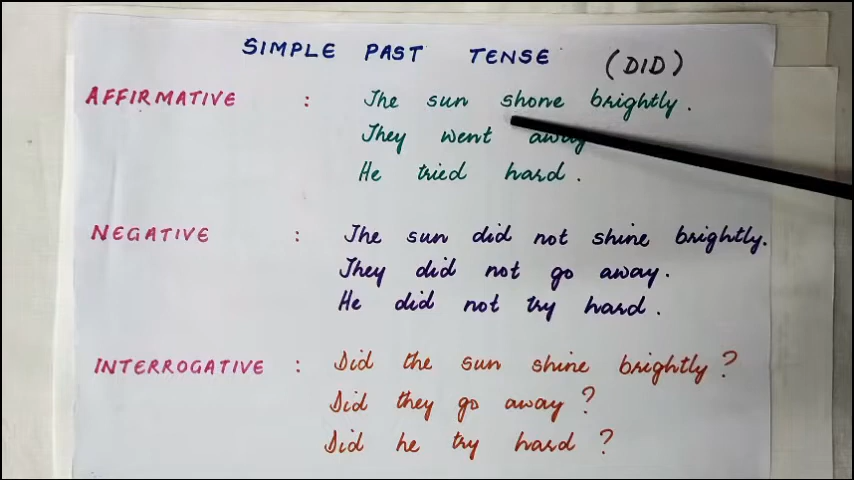 SIMPLE PAST TENSE (DID)
AFFIRMATIVE : The sun shone brightly.
They went away
He tried hard.
NEGATIVE : The sun did not shine brightly.
They did not go away.
He did not try hard.
INTERROGATIVE : Did the sun shine brightly?
Did they go away?
Did he try hard?